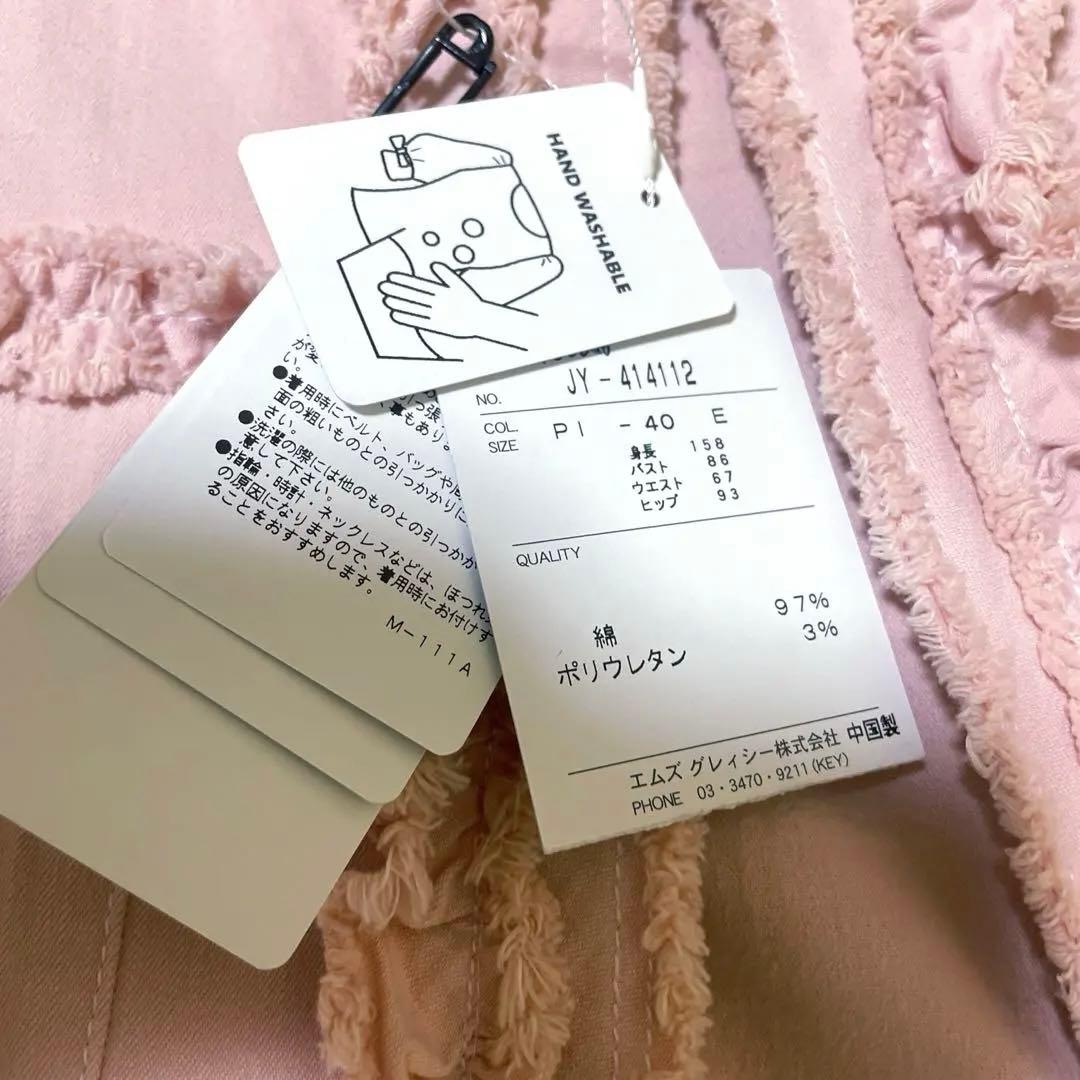 HAND WASHABLE
NO. JY-414112
COL. PI - 40 E
SIZE
身長 158
バスト 86
ウエスト 67
ヒップ 93
QUALITY
綿 97%
ポリウレタン 3%
エムズ グレィシー株式会社 中国製
PHONE 03・3470・9211(KEY)
い。
●着用時にベルト、バッグや
面の粗いものとの引つかかりに
さい。
●洗濯の際には他のものとの引つかか
意して下さい。
●指輪・時計・ネックレスなどは、ほつれ
の原因になりますので、着用時にお付けす
ることをおすすめします。
M-111A